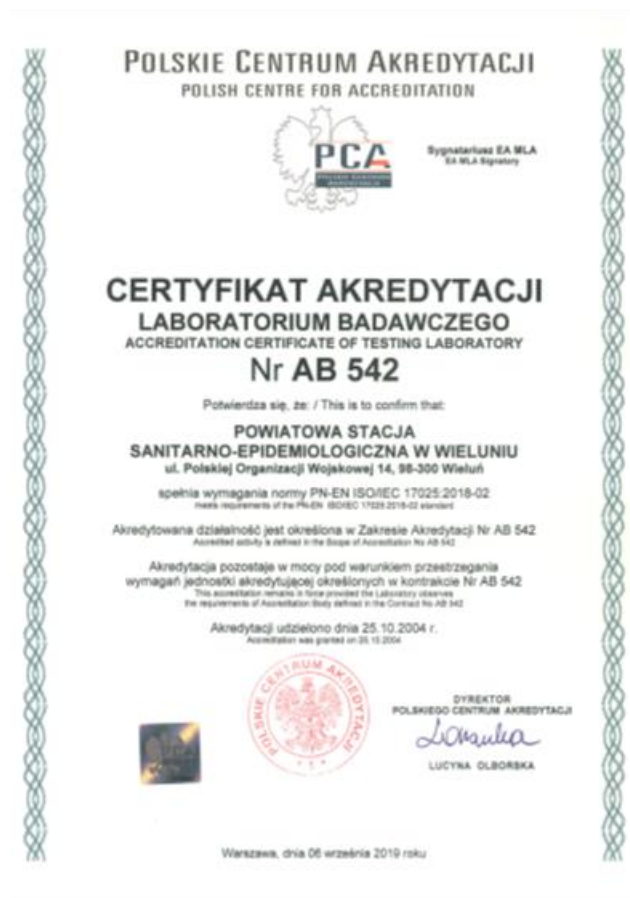 POLSKIE CENTRUM AKREDYTACJI
POLISH CENTRE FOR ACCREDITATION
PCA
POLSKIE CENTRUM
AKREDYTACJI
Sygnatariusz EA MLA
EA MLA Signatory
CERTYFIKAT AKREDYTACJI
LABORATORIUM BADAWCZEGO
ACCREDITATION CERTIFICATE OF TESTING LABORATORY
Nr AB 542
Potwierdza się, że: / This is to confirm that:
POWIATOWA STACJA
SANITARNO-EPIDEMIOLOGICZNA W WIELUNIU
ul. Polskiej Organizacji Wojskowej 14, 98-300 Wieluń
spełnia wymagania normy PN-EN ISO/IEC 17025:2018-02
meets requirements of the PN-EN ISO/IEC 17025:2018-02 standard
Akredytowana działalność jest określona w Zakresie Akredytacji Nr AB 542
Accredited activity is defined in the Scope of Accreditation No AB 542
Akredytacja pozostaje w mocy pod warunkiem przestrzegania
wymagań jednostki akredytującej określonych w kontrakcie Nr AB 542
This accreditation remains in force provided the Laboratory observes
the requirements of Accreditation Body defined in the Contract No AB 542
Akredytacji udzielono dnia 25.10.2004 r.
Accreditation was granted on 25.10.2004
POLSKIE CENTRUM AKREDYTACJI
1
DYREKTOR
POLSKIEGO CENTRUM AKREDYTACJI
LUCYNA OLBORSKA
Warszawa, dnia 06 września 2019 roku